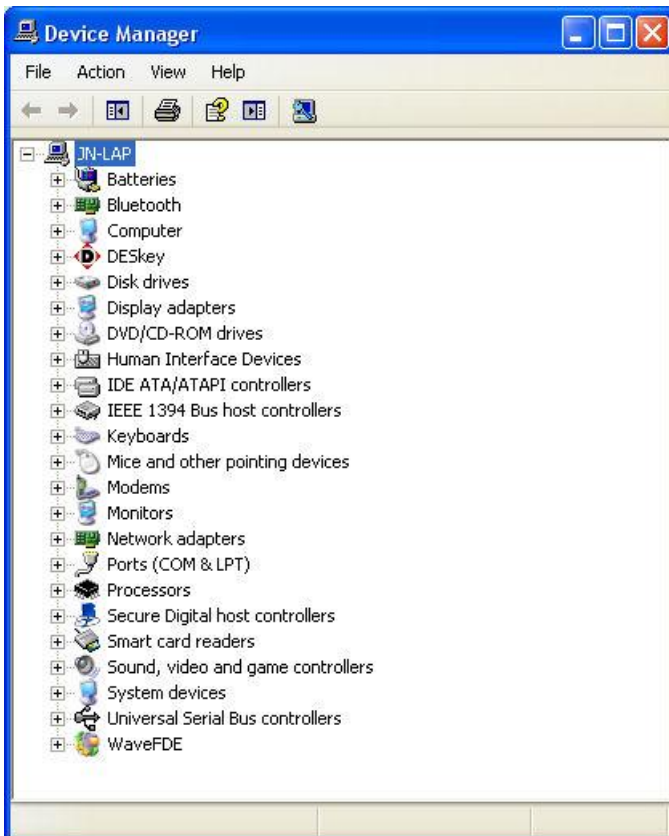 Device Manager
File Action View Help
JN-LAP
Batteries
Bluetooth
Computer
DESkey
Disk drives
Display adapters
DVD/CD-ROM drives
Human Interface Devices
IDE ATA/ATAPI controllers
IEEE 1394 Bus host controllers
Keyboards
Mice and other pointing devices
Modems
Monitors
Network adapters
Ports (COM & LPT)
Processors
Secure Digital host controllers
Smart card readers
Sound, video and game controllers
System devices
Universal Serial Bus controllers
WaveFDE